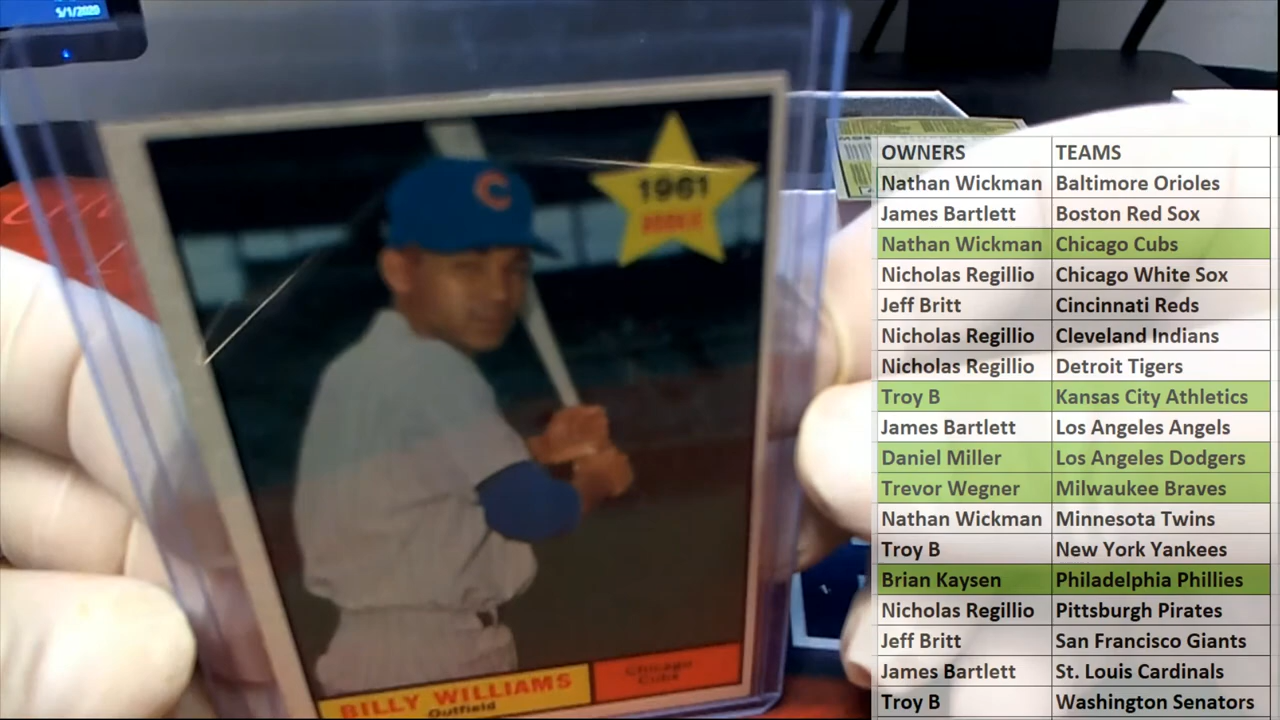 5/1/2020
C
1961
ROOKIE
BILLY WILLIAMS
Outfield
Chicago
Cubs
OWNERS TEAMS
Nathan Wickman Baltimore Orioles
James Bartlett Boston Red Sox
Nathan Wickman Chicago Cubs
Nicholas Regillio Chicago White Sox
Jeff Britt Cincinnati Reds
Nicholas Regillio Cleveland Indians
Nicholas Regillio Detroit Tigers
Troy B Kansas City Athletics
James Bartlett Los Angeles Angels
Daniel Miller Los Angeles Dodgers
Trevor Wegner Milwaukee Braves
Nathan Wickman Minnesota Twins
Troy B New York Yankees
Brian Kaysen Philadelphia Phillies
Nicholas Regillio Pittsburgh Pirates
Jeff Britt San Francisco Giants
James Bartlett St. Louis Cardinals
Troy B Washington Senators